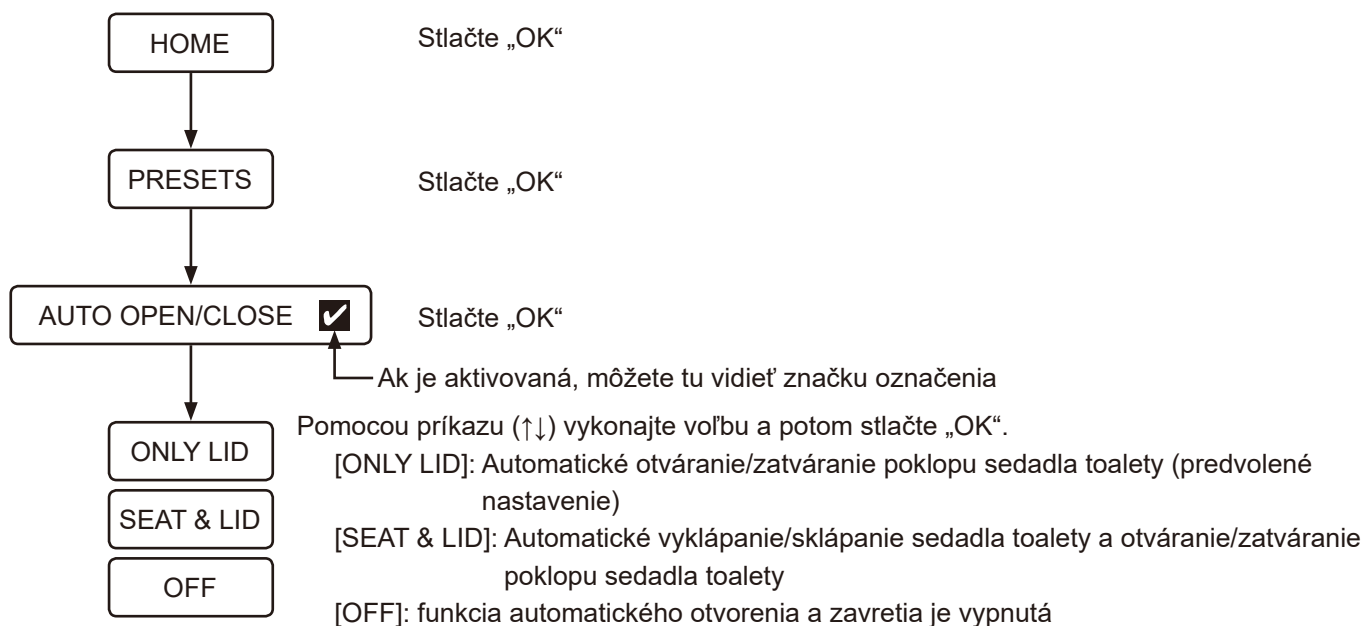 HOME
Stlačte „OK“
PRESETS
Stlačte „OK“
AUTO OPEN/CLOSE ✔
Stlačte „OK“
Ak je aktivovaná, môžete tu vidieť značku označenia
Pomocou príkazu (↑↓) vykonajte voľbu a potom stlačte „OK“.
ONLY LID
[ONLY LID]: Automatické otváranie/zatváranie poklopu sedadla toalety (predvolené
nastavenie)
SEAT & LID
[SEAT & LID]: Automatické vyklápanie/sklápanie sedadla toalety a otváranie/zatváranie
poklopu sedadla toalety
OFF
[OFF]: funkcia automatického otvorenia a zavretia je vypnutá